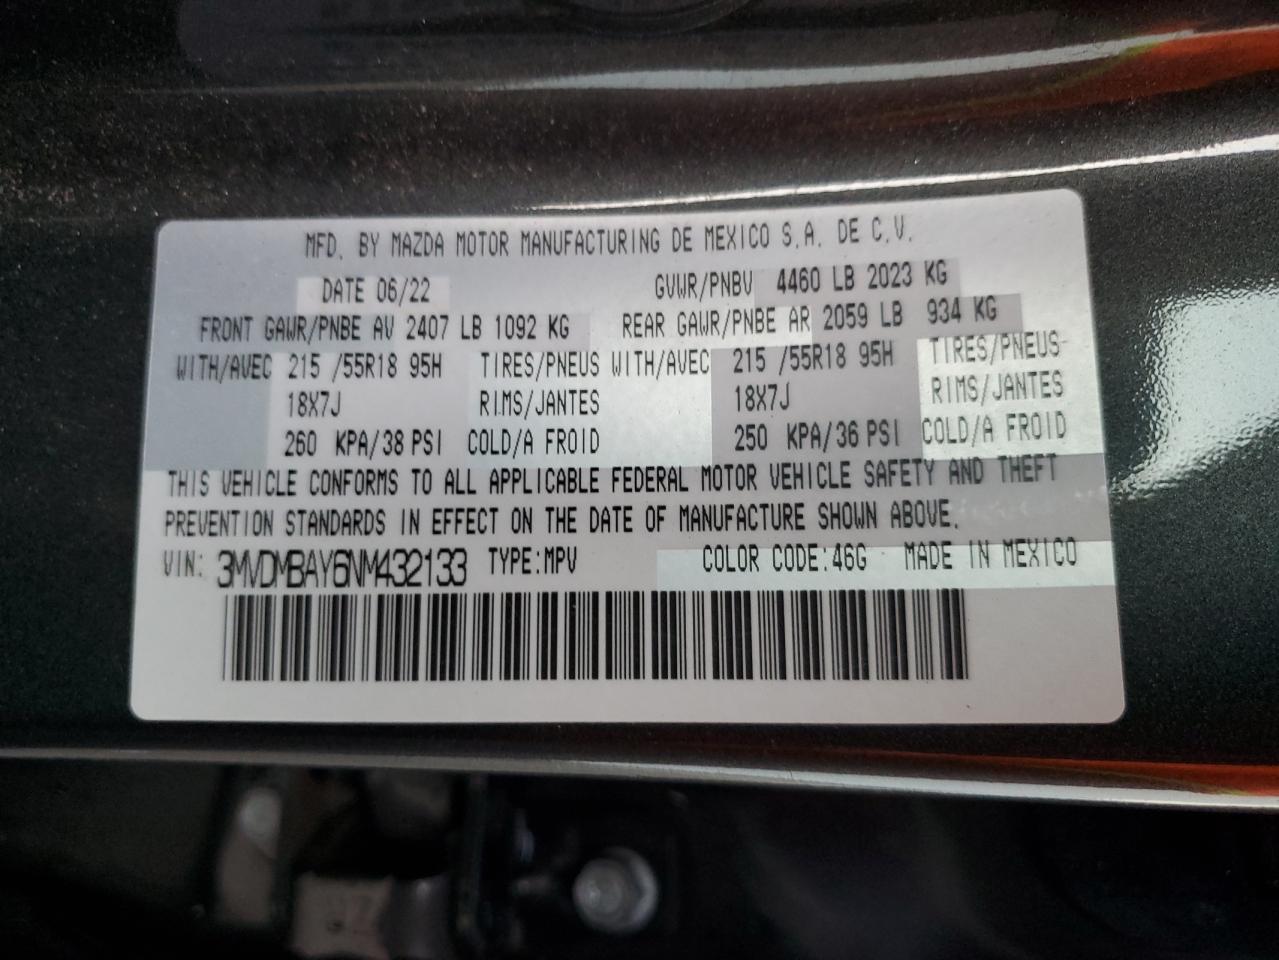 MFD. BY MAZDA MOTOR MANUFACTURING DE MEXICO S.A. DE C.V.
DATE 06/22 GVWR/PNBV 4460 LB 2023 KG
FRONT GAWR/PNBE AV 2407 LB 1092 KG REAR GAWR/PNBE AR 2059 LB 934 KG
WITH/AVEC 215 /55R18 95H TIRES/PNEUS WITH/AVEC 215 /55R18 95H TIRES/PNEUS
18X7J RIMS/JANTES 18X7J RIMS/JANTES
260 KPA/38 PSI COLD/A FROID 250 KPA/36 PSI COLD/A FROID
THIS VEHICLE CONFORMS TO ALL APPLICABLE FEDERAL MOTOR VEHICLE SAFETY AND THEFT
PREVENTION STANDARDS IN EFFECT ON THE DATE OF MANUFACTURE SHOWN ABOVE.
VIN: 3MVDMBAY6NM432133 TYPE:MPV COLOR CODE:46G MADE IN MEXICO